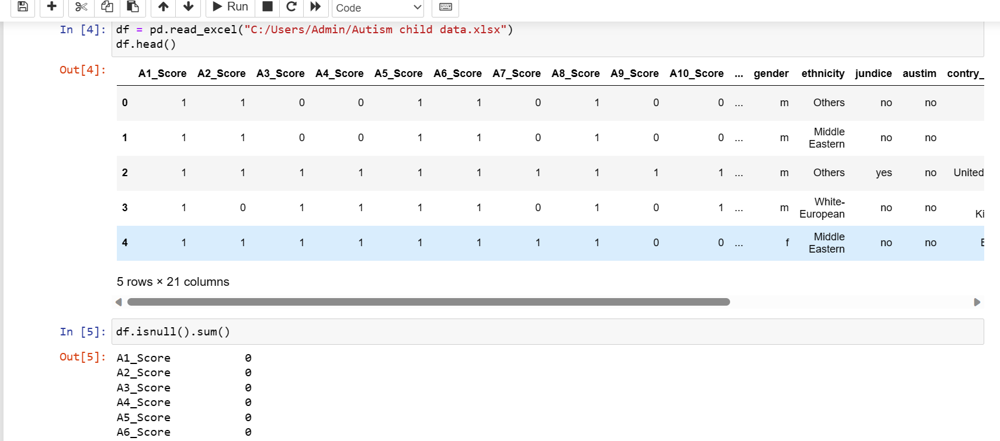 Run Code
In [4]: df = pd.read_excel("C:/Users/Admin/Autism child data.xlsx")
df.head()
Out[4]:
A1_Score A2_Score A3_Score A4_Score A5_Score A6_Score A7_Score A8_Score A9_Score A10_Score ... gender ethnicity jundice austim contry_
0 1 1 0 0 1 1 0 1 0 0 ... m Others no no
1 1 1 0 0 1 1 0 1 0 0 ... m Middle Eastern no no
2 1 1 1 1 1 1 1 1 1 1 ... m Others yes no United
3 1 0 1 1 1 1 0 1 0 1 ... m White-European no no Ki
4 1 1 1 1 1 1 1 1 0 0 ... f Middle Eastern no no
5 rows × 21 columns
In [5]: df.isnull().sum()
Out[5]: A1_Score 0
A2_Score 0
A3_Score 0
A4_Score 0
A5_Score 0
A6_Score 0